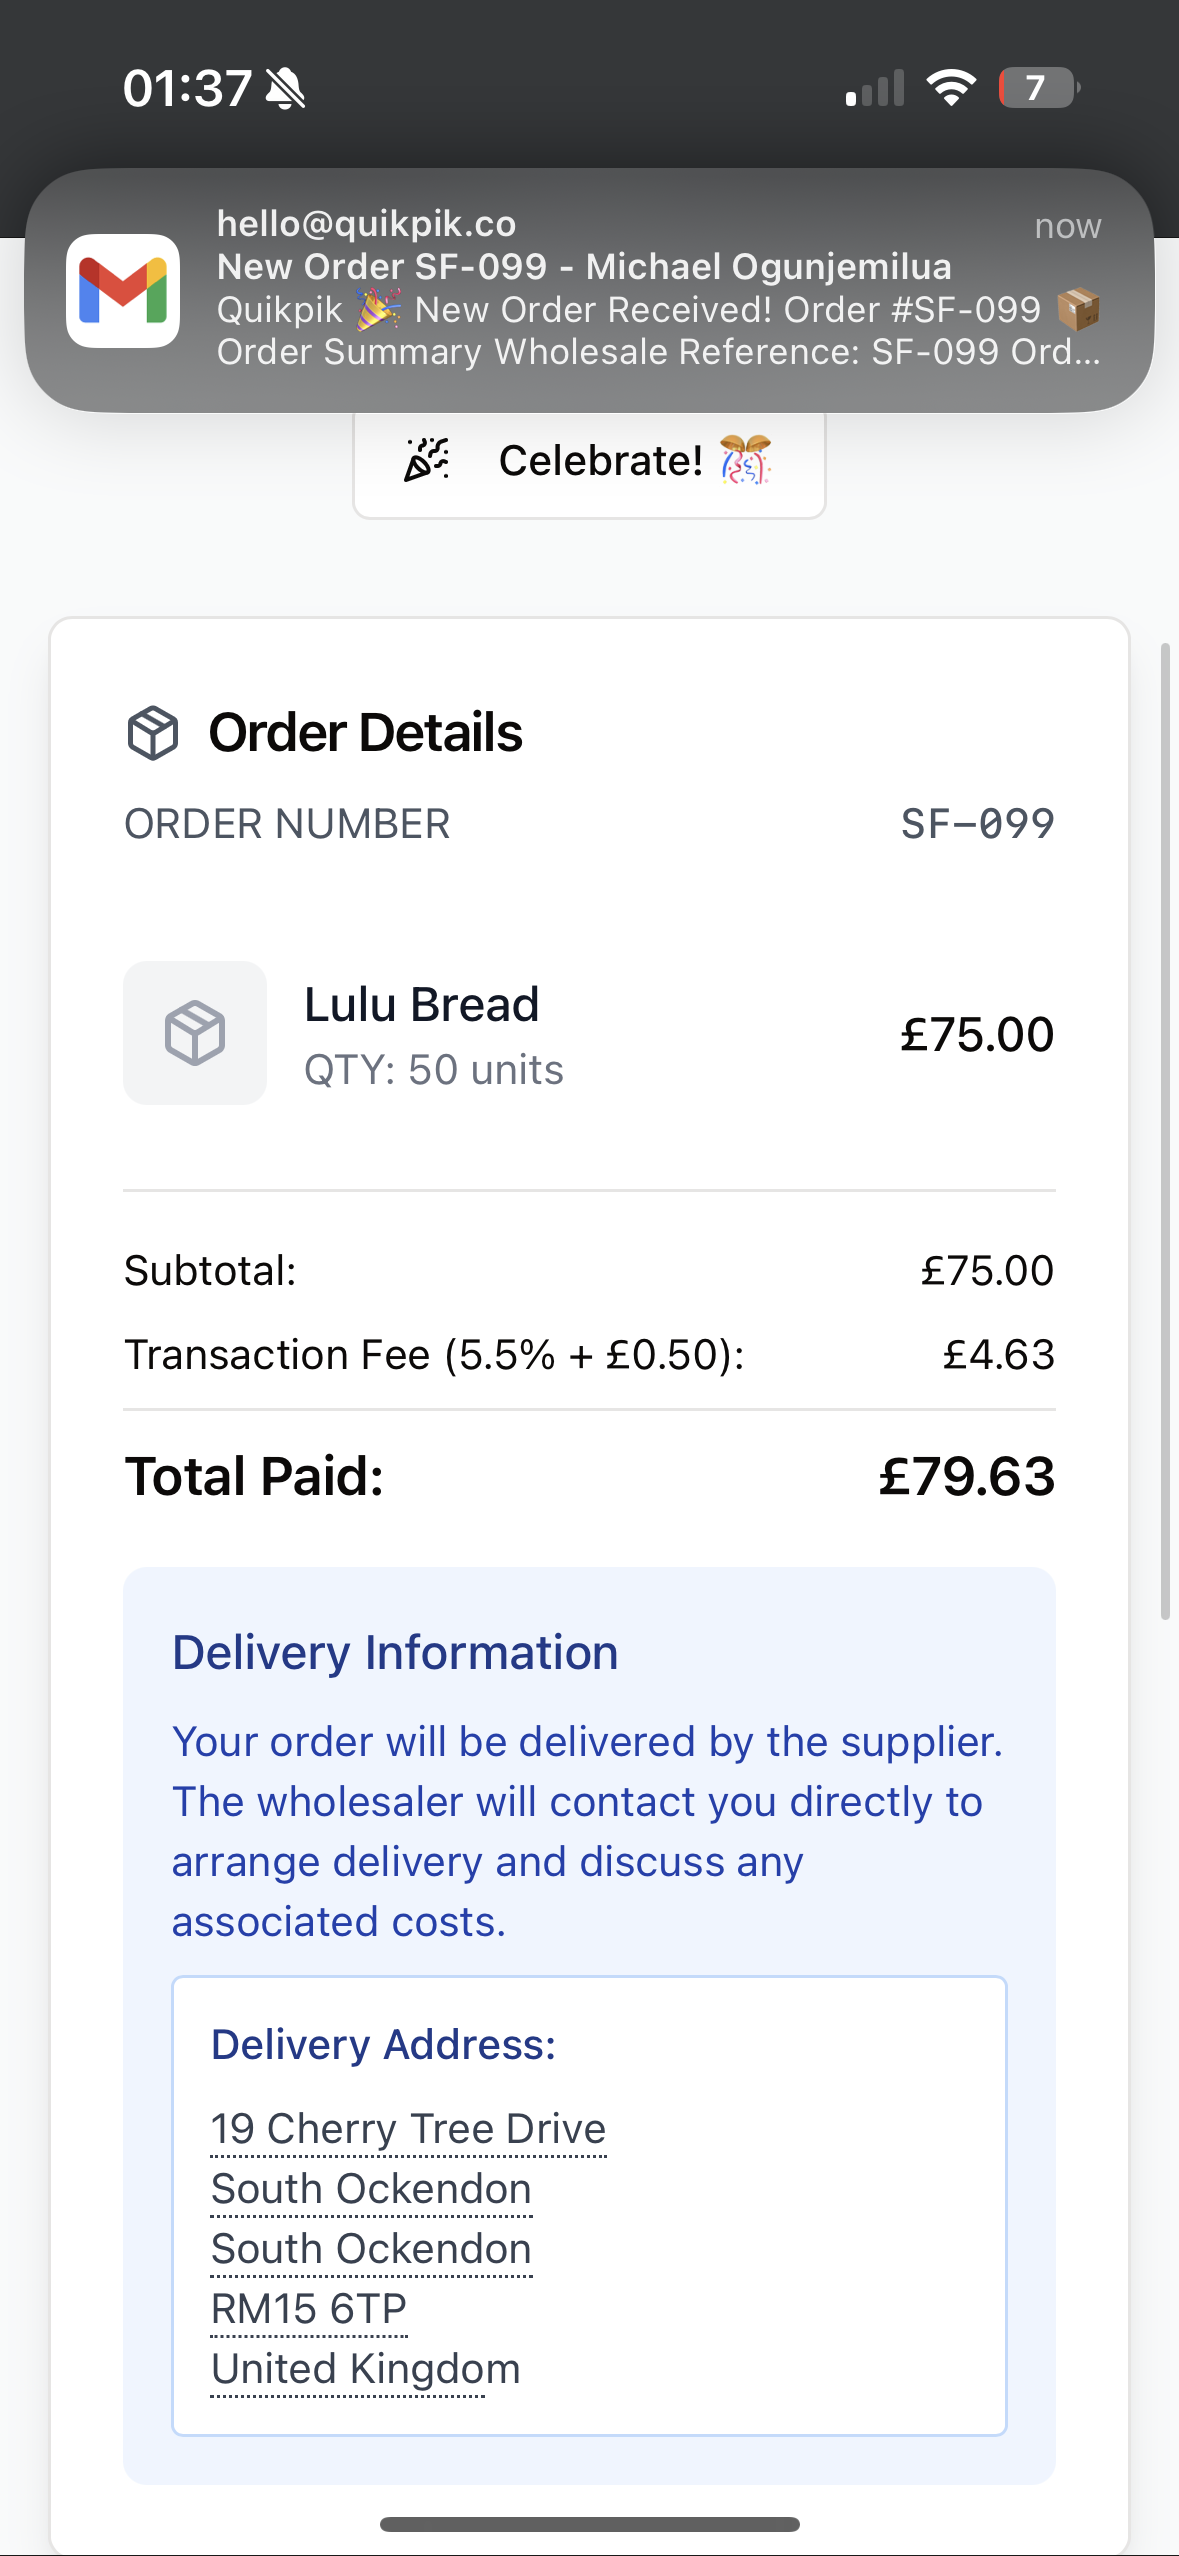 01:37
7
hello@quikpik.co
now
New Order SF-099 - Michael Ogunjemilua
Quikpik 🎉 New Order Received! Order #SF-099 📦
Order Summary Wholesale Reference: SF-099 Ord...
Celebrate! 🎊
Order Details
ORDER NUMBER
SF-099
Lulu Bread
QTY: 50 units
£75.00
Subtotal:
£75.00
Transaction Fee (5.5% + £0.50):
£4.63
Total Paid:
£79.63
Delivery Information
Your order will be delivered by the supplier.
The wholesaler will contact you directly to
arrange delivery and discuss any
associated costs.
Delivery Address:
19 Cherry Tree Drive
South Ockendon
South Ockendon
RM15 6TP
United Kingdom